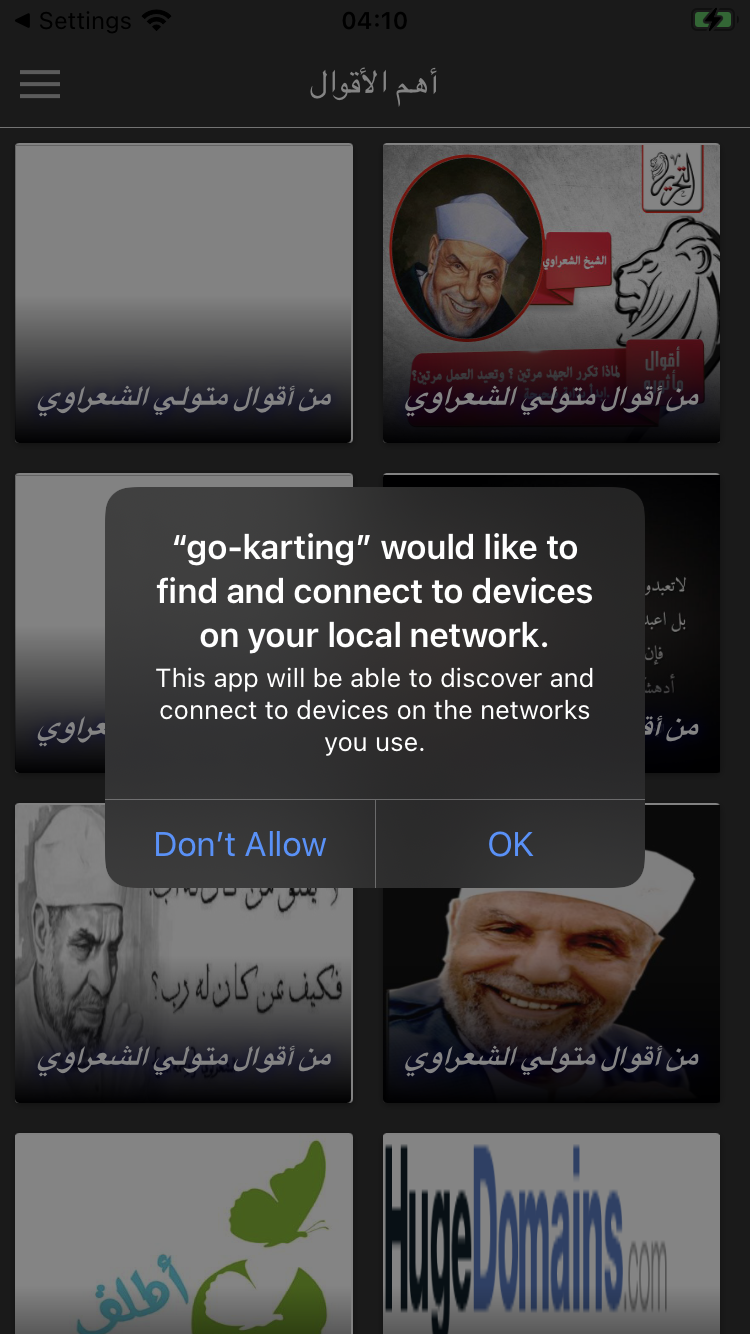 Settings
04:10
أهم الأقوال
التحرير
الشيخ الشعراوي
أقوال
مأثورة
لماذا تكرر الجهد مرتين ؟ وتعيد العمل مرتين؟
من أقوال متولي الشعراوي
من أقوال متولي الشعراوي
“go-karting” would like to
find and connect to devices
on your local network.
This app will be able to discover and
connect to devices on the networks
you use.
Don’t Allow
OK
لاتعبدو
بل اعبد
فإن
أدهش
من أق
عراوي
فكيف عن كان له رب؟
من أقوال متولي الشعراوي
من أقوال متولي الشعراوي
أطلق
HugeDomains.com